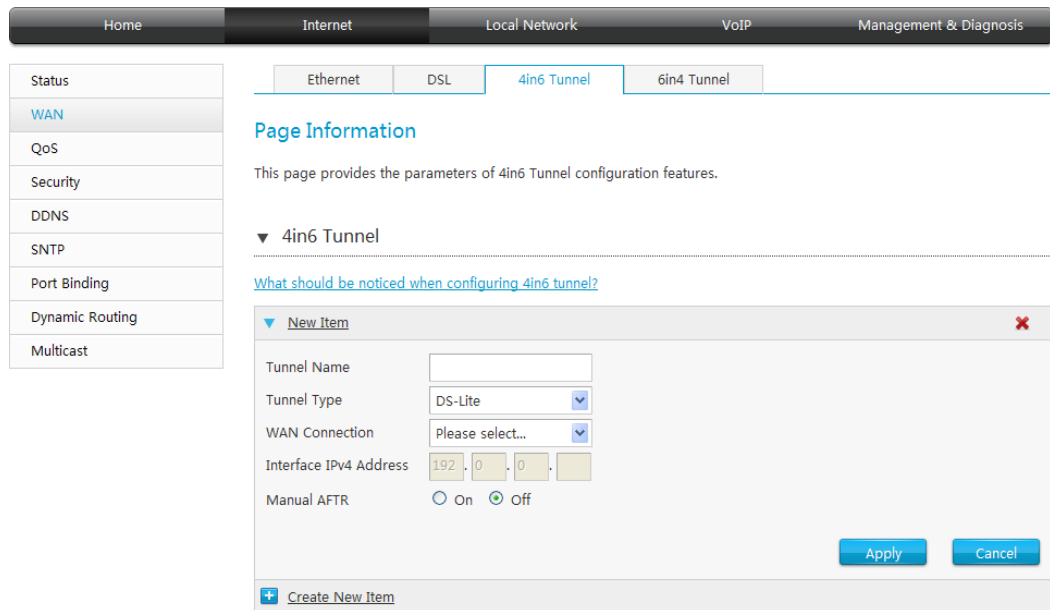 Home Internet Local Network VoIP Management & Diagnosis
Status
WAN
QoS
Security
DDNS
SNTP
Port Binding
Dynamic Routing
Multicast
Ethernet DSL 4in6 Tunnel 6in4 Tunnel
Page Information
This page provides the parameters of 4in6 Tunnel configuration features.
4in6 Tunnel
What should be noticed when configuring 4in6 tunnel?
New Item
Tunnel Name
Tunnel Type DS-Lite
WAN Connection Please select...
Interface IPv4 Address 192 . 0 . 0 .
Manual AFTR On Off
Apply Cancel
Create New Item